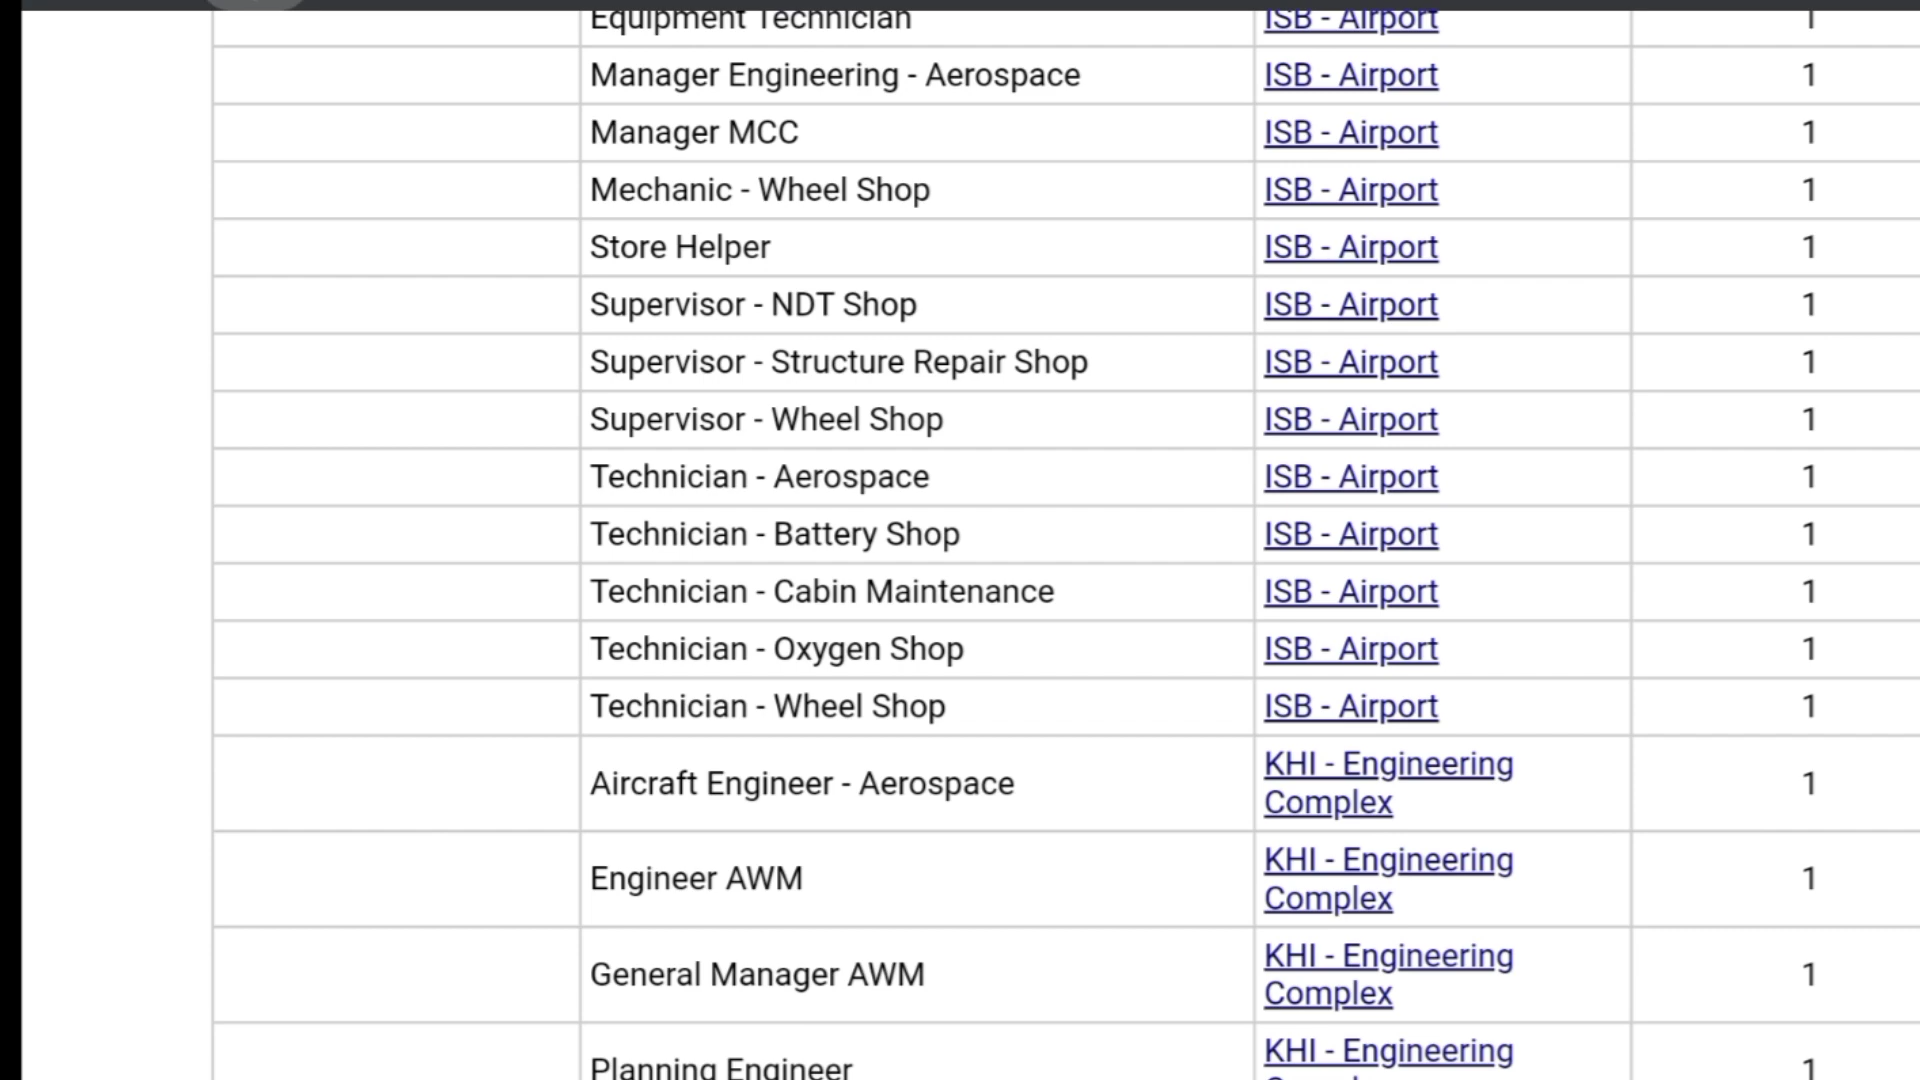 Equipment Technician ISB - Airport 1
Manager Engineering - Aerospace ISB - Airport 1
Manager MCC ISB - Airport 1
Mechanic - Wheel Shop ISB - Airport 1
Store Helper ISB - Airport 1
Supervisor - NDT Shop ISB - Airport 1
Supervisor - Structure Repair Shop ISB - Airport 1
Supervisor - Wheel Shop ISB - Airport 1
Technician - Aerospace ISB - Airport 1
Technician - Battery Shop ISB - Airport 1
Technician - Cabin Maintenance ISB - Airport 1
Technician - Oxygen Shop ISB - Airport 1
Technician - Wheel Shop ISB - Airport 1
Aircraft Engineer - Aerospace KHI - Engineering
Complex 1
Engineer AWM KHI - Engineering
Complex 1
General Manager AWM KHI - Engineering
Complex 1
Planning Engineer KHI - Engineering 1